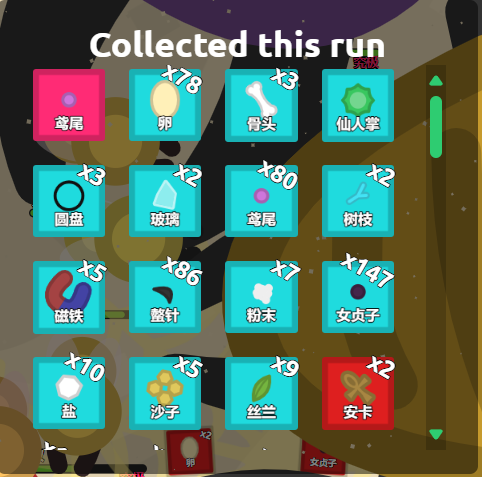 Collected this run
鸢尾
x78
卵
x3
骨头
仙人掌
x3
圆盘
x2
玻璃
x80
鸢尾
x2
树枝
x5
磁铁
x86
螫针
x7
粉末
x147
女贞子
x10
盐
x5
沙子
x9
丝兰
x2
安卡
x2
卵
女贞子